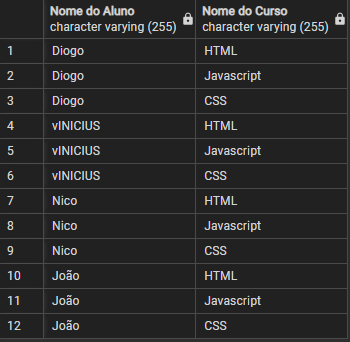 Nome do Aluno Nome do Curso
character varying (255) character varying (255)
1 Diogo HTML
2 Diogo Javascript
3 Diogo CSS
4 vINICIUS HTML
5 vINICIUS Javascript
6 vINICIUS CSS
7 Nico HTML
8 Nico Javascript
9 Nico CSS
10 João HTML
11 João Javascript
12 João CSS